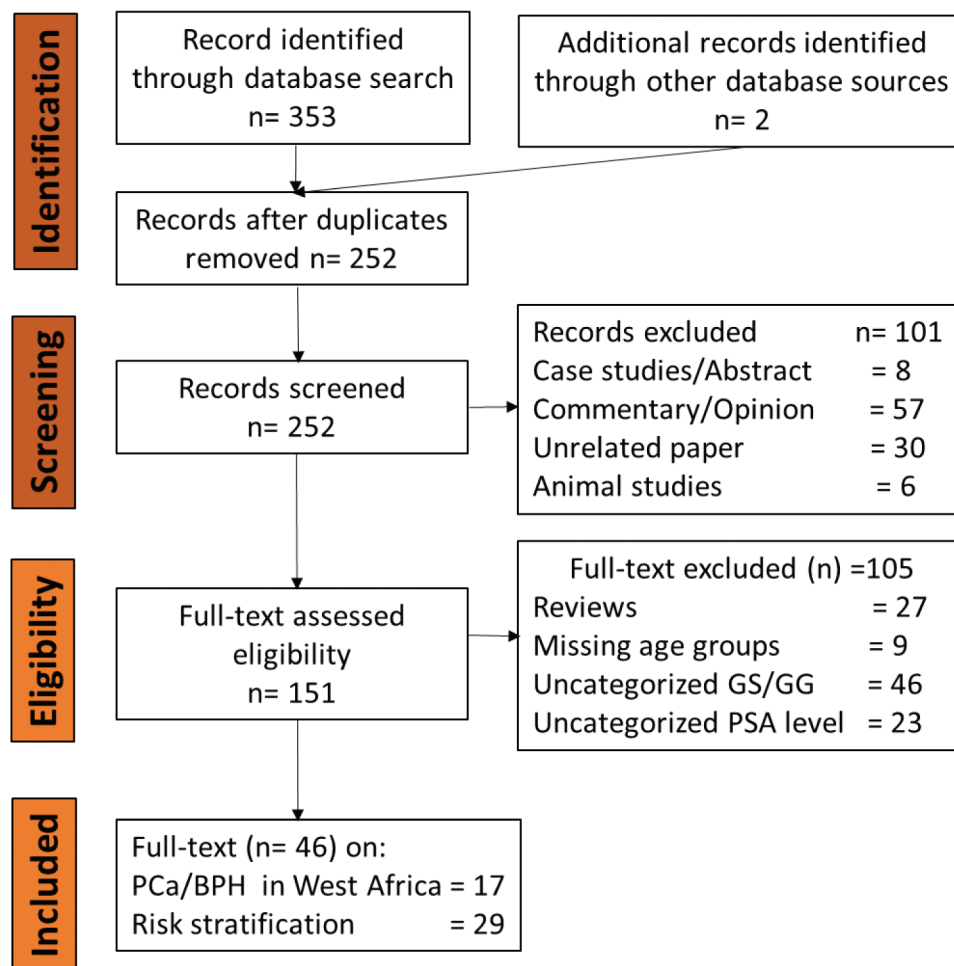 Identification
Record identified
through database search
n= 353
Additional records identified
through other database sources
n= 2
Records after duplicates
removed n= 252
Screening
Records screened
n= 252
Records excluded n= 101
Case studies/Abstract = 8
Commentary/Opinion = 57
Unrelated paper = 30
Animal studies = 6
Eligibility
Full-text assessed
eligibility
n= 151
Full-text excluded (n) =105
Reviews = 27
Missing age groups = 9
Uncategorized GS/GG = 46
Uncategorized PSA level = 23
Included
Full-text (n= 46) on:
PCa/BPH in West Africa = 17
Risk stratification = 29